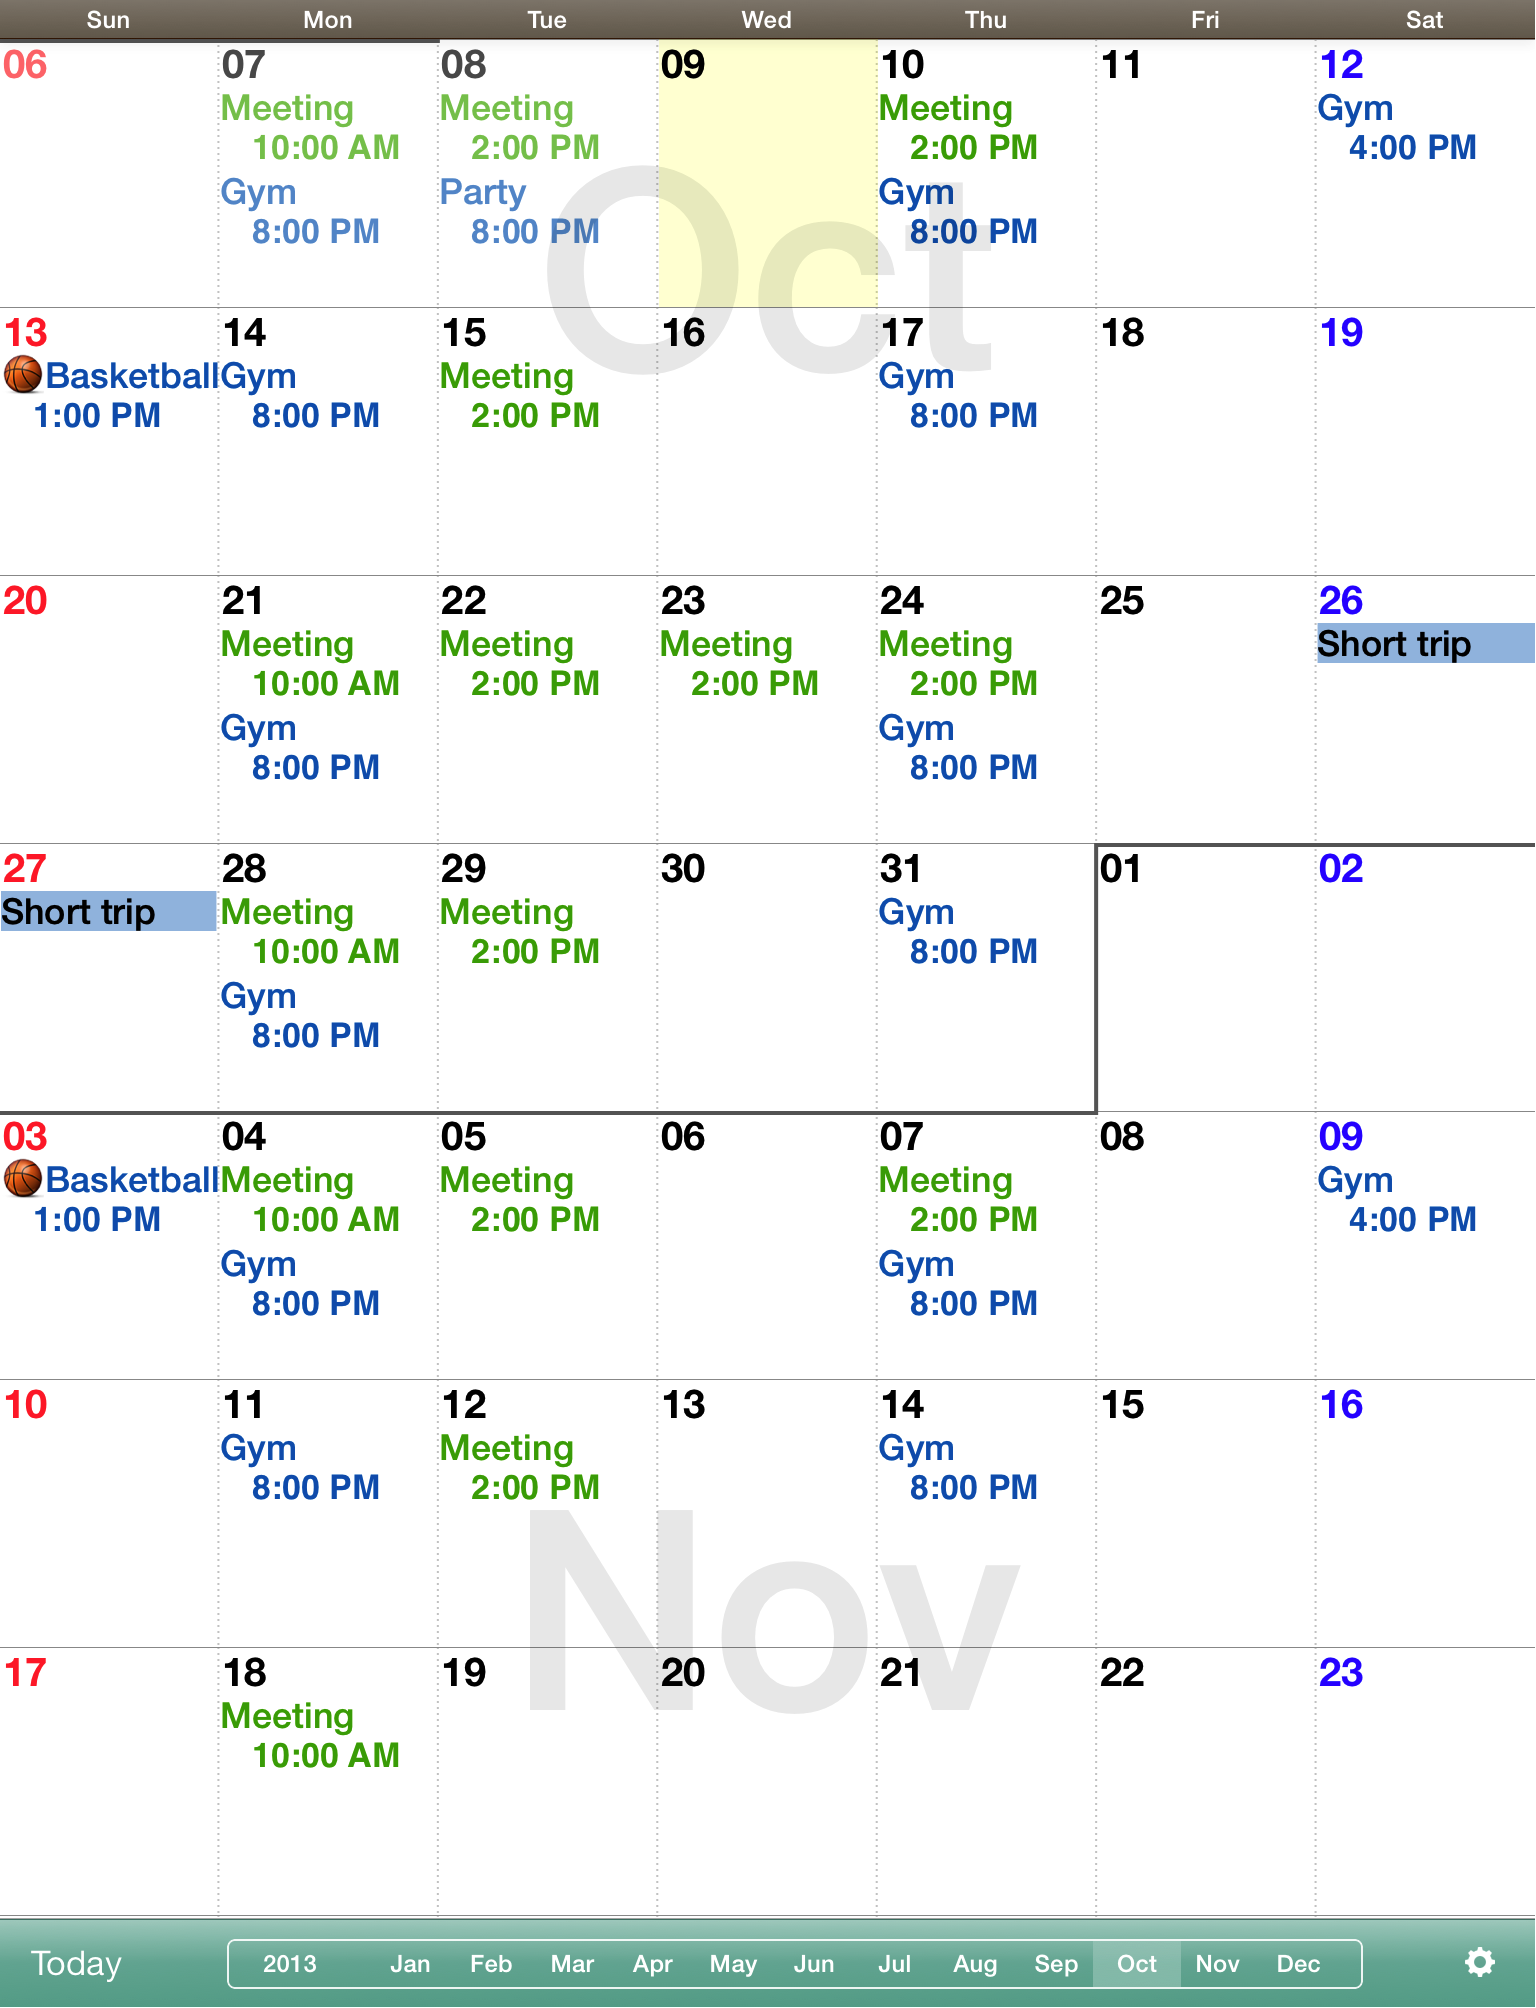 Sun Mon Tue Wed Thu Fri Sat
06 07 08 09 10 11 12
Meeting Meeting Meeting Gym
10:00 AM 2:00 PM 2:00 PM 4:00 PM
Gym Party Gym
8:00 PM 8:00 PM 8:00 PM
Oct
13 14 15 16 17 18 19
Basketball Gym Meeting Gym
1:00 PM 8:00 PM 2:00 PM 8:00 PM
20 21 22 23 24 25 26
Meeting Meeting Meeting Meeting Short trip
10:00 AM 2:00 PM 2:00 PM 2:00 PM
Gym Gym
8:00 PM 8:00 PM
27 28 29 30 31 01 02
Short trip Meeting Meeting Gym
10:00 AM 2:00 PM 8:00 PM
Gym
8:00 PM
03 04 05 06 07 08 09
Basketball Meeting Meeting Meeting Gym
1:00 PM 10:00 AM 2:00 PM 2:00 PM 4:00 PM
Gym Gym
8:00 PM 8:00 PM
10 11 12 13 14 15 16
Gym Meeting Gym
8:00 PM 2:00 PM 8:00 PM
Nov
17 18 19 20 21 22 23
Meeting
10:00 AM
Today 2013 Jan Feb Mar Apr May Jun Jul Aug Sep Oct Nov Dec